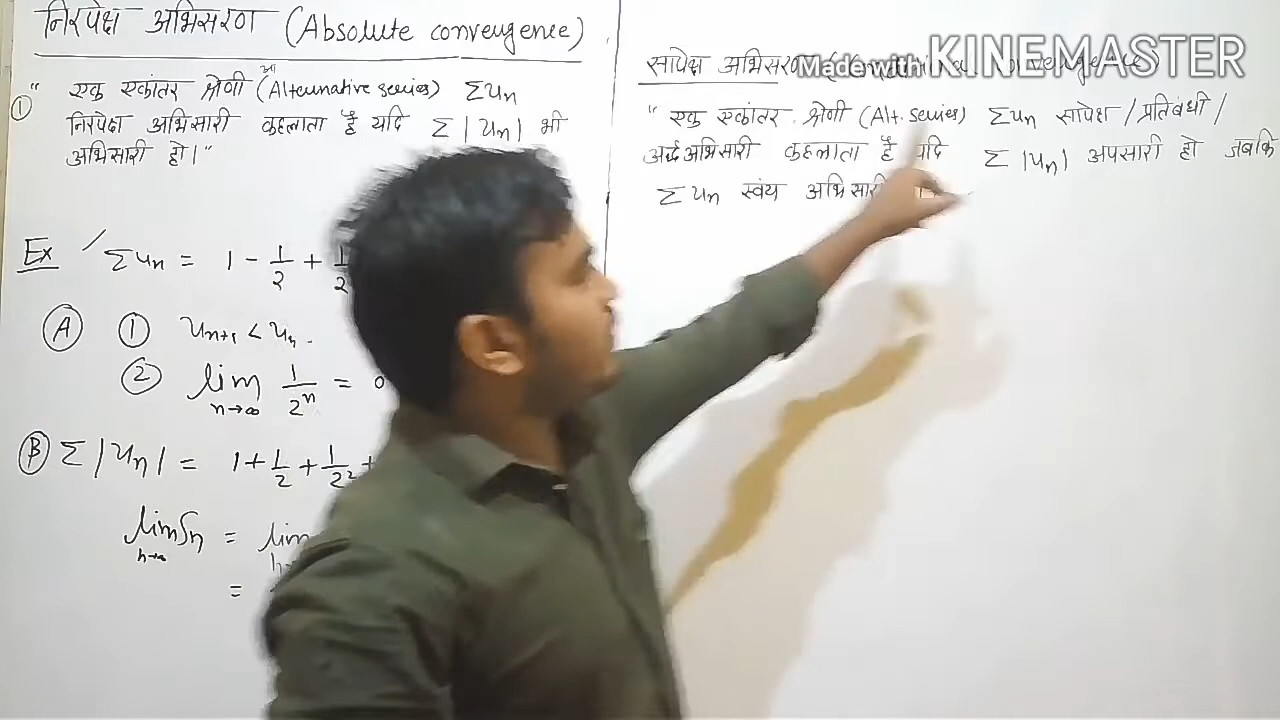 निरपेक्ष अभिसरण (Absolute convergence)
① " एक एकांतर श्रेणी (Alternative series) Σun
निरपेक्ष अभिसारी कहलाता है यदि Σ|un| भी
अभिसारी हो।"
Ex Σun = 1 - 1/2 + 1/2
Ⓐ ① un+1 < un.
② lim n→∞ 1/2ⁿ = 0
Ⓑ Σ|un| = 1 + 1/2 + 1/2² +
lim n→∞ Sn = lim
=
सापेक्ष अभिसरण
Made with KINEMASTER
" एक एकांतर श्रेणी (Alt. series) Σun सापेक्ष / प्रतिबंधी /
अर्द्ध अभिसारी कहलाता है यदि Σ|un| अपसारी हो जबकि
Σun स्वंय अभिसारी